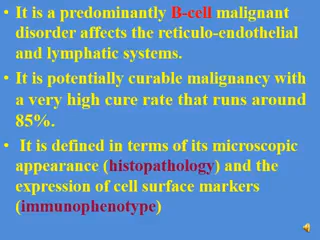 • It is a predominantly B-cell malignant
disorder affects the reticulo-endothelial
and lymphatic systems.
• It is potentially curable malignancy with
a very high cure rate that runs around
85%.
• It is defined in terms of its microscopic
appearance (histopathology) and the
expression of cell surface markers
(immunophenotype)